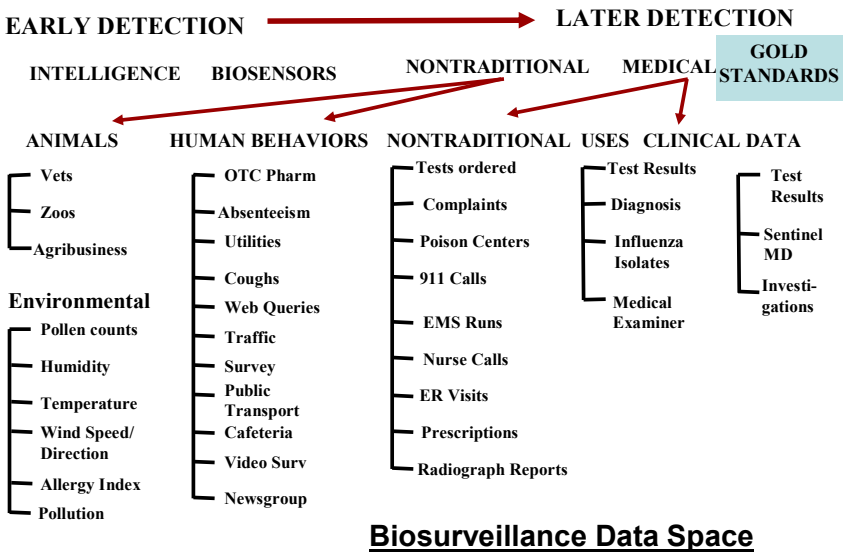 EARLY DETECTION
LATER DETECTION
INTELLIGENCE
BIOSENSORS
NONTRADITIONAL
MEDICAL
GOLD
STANDARDS
ANIMALS
Vets
Zoos
Agribusiness
Environmental
Pollen counts
Humidity
Temperature
Wind Speed/
Direction
Allergy Index
Pollution
HUMAN BEHAVIORS
OTC Pharm
Absenteeism
Utilities
Coughs
Web Queries
Traffic
Survey
Public
Transport
Cafeteria
Video Surv
Newsgroup
NONTRADITIONAL USES
Tests ordered
Complaints
Poison Centers
911 Calls
EMS Runs
Nurse Calls
ER Visits
Prescriptions
Radiograph Reports
CLINICAL DATA
Test Results
Diagnosis
Influenza
Isolates
Medical
Examiner
Test
Results
Sentinel
MD
Investi-
gations
Biosurveillance Data Space